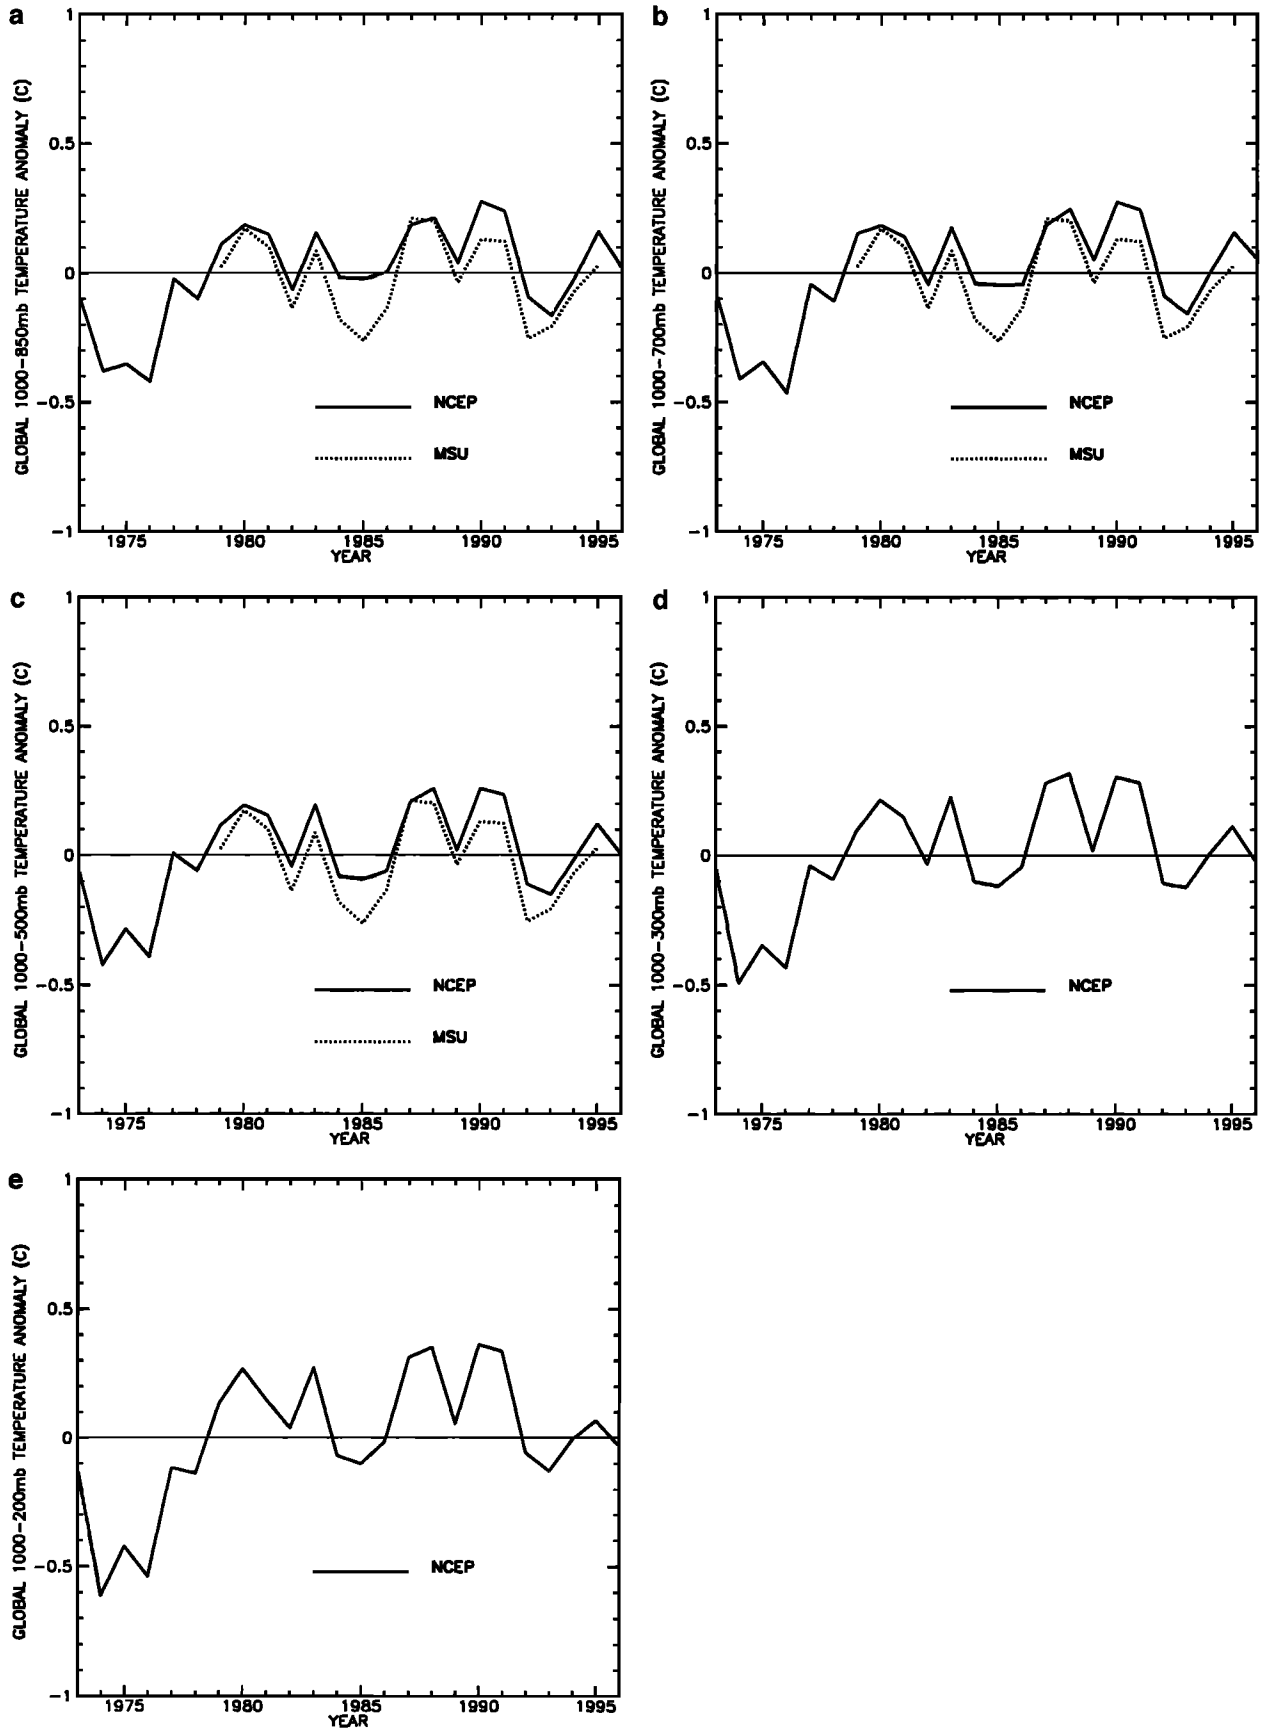 a
GLOBAL 1000-850mb TEMPERATURE ANOMALY (C)
1
0.5
0
-0.5
-1
NCEP
MSU
1975 1980 1985 1990 1995
YEAR
b
GLOBAL 1000-700mb TEMPERATURE ANOMALY (C)
1
0.5
0
-0.5
-1
NCEP
MSU
1975 1980 1985 1990 1995
YEAR
c
GLOBAL 1000-500mb TEMPERATURE ANOMALY (C)
1
0.5
0
-0.5
-1
NCEP
MSU
1975 1980 1985 1990 1995
YEAR
d
GLOBAL 1000-300mb TEMPERATURE ANOMALY (C)
1
0.5
0
-0.5
-1
NCEP
1975 1980 1985 1990 1995
YEAR
e
GLOBAL 1000-200mb TEMPERATURE ANOMALY (C)
1
0.5
0
-0.5
-1
NCEP
1975 1980 1985 1990 1995
YEAR